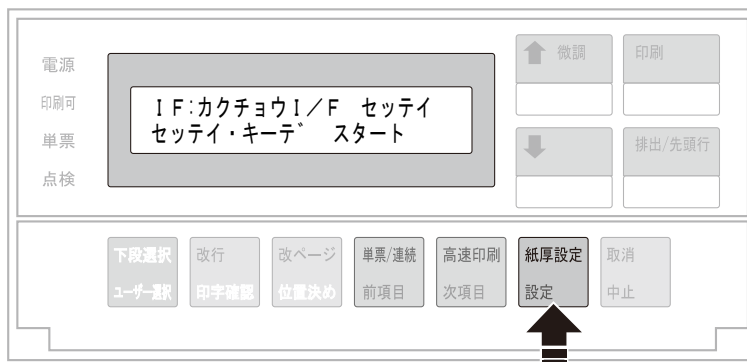 電源
印刷可
単票
点検
IF:カクチョウI/F セッテイ
セッテイ・キーデ゛ スタート
微調
印刷
排出/先頭行
下段選択
ユーザー選択
改行
印字確認
改ページ
位置決め
単票/連続
前項目
高速印刷
次項目
紙厚設定
設定
取消
中止